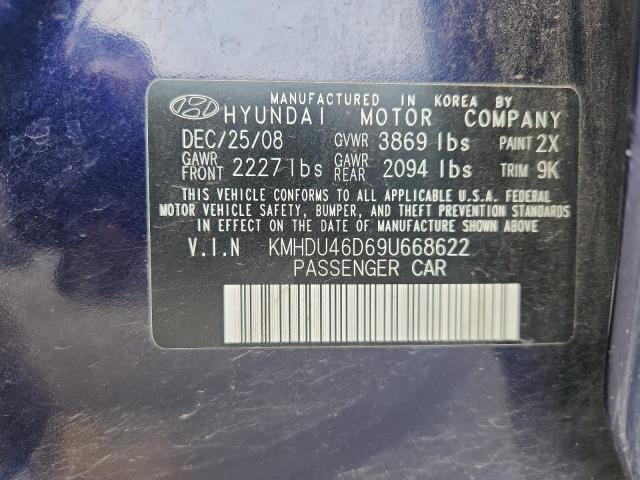 MANUFACTURED IN KOREA BY
HYUNDAI MOTOR COMPANY
DEC/25/08 GVWR 3869 lbs PAINT 2X
GAWR FRONT 2227 lbs GAWR REAR 2094 lbs TRIM 9K
THIS VEHICLE CONFORMS TO ALL APPLICABLE U.S.A. FEDERAL
MOTOR VEHICLE SAFETY, BUMPER, AND THEFT PREVENTION STANDARDS
IN EFFECT ON THE DATE OF MANUFACTURE SHOWN ABOVE.
V.I.N KMHDU46D69U668622
PASSENGER CAR